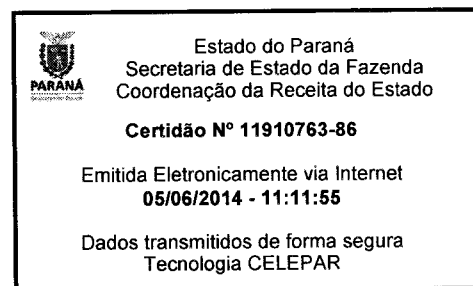 PARANÁ
Estado do Paraná
Secretaria de Estado da Fazenda
Coordenação da Receita do Estado
Certidão Nº 11910763-86
Emitida Eletronicamente via Internet
05/06/2014 - 11:11:55
Dados transmitidos de forma segura
Tecnologia CELEPAR